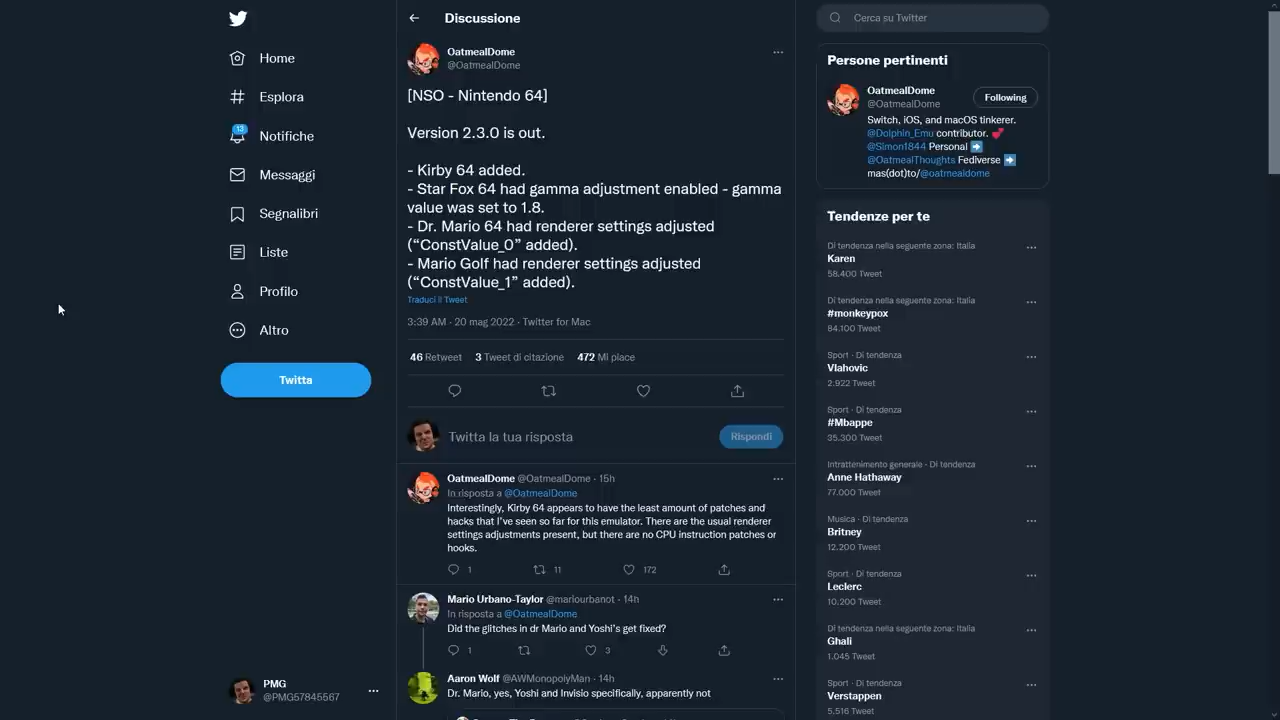 Home
Esplora
13
Notifiche
Messaggi
Segnalibri
Liste
Profilo
Altro
Twitta
PMG
@PMG57845567
Discussione
OatmealDome
@OatmealDome
[NSO - Nintendo 64]
Version 2.3.0 is out.
- Kirby 64 added.
- Star Fox 64 had gamma adjustment enabled - gamma
value was set to 1.8.
- Dr. Mario 64 had renderer settings adjusted
(“ConstValue_0” added).
- Mario Golf had renderer settings adjusted
(“ConstValue_1” added).
Traduci il Tweet
3:39 AM · 20 mag 2022 · Twitter for Mac
46 Retweet 3 Tweet di citazione 472 Mi piace
Twitta la tua risposta
Rispondi
OatmealDome @OatmealDome · 15h
In risposta a @OatmealDome
Interestingly, Kirby 64 appears to have the least amount of patches and
hacks that I've seen so far for this emulator. There are the usual renderer
settings adjustments present, but there are no CPU instruction patches or
hooks.
1 11 172
Mario Urbano-Taylor @mariourbanot · 14h
In risposta a @OatmealDome
Did the glitches in dr Mario and Yoshi's get fixed?
1 3
Aaron Wolf @AWMonopolyMan · 14h
Dr. Mario, yes, Yoshi and Invisio specifically, apparently not
Cerca su Twitter
Persone pertinenti
OatmealDome
@OatmealDome
Following
Switch, iOS, and macOS tinkerer.
@Dolphin_Emu contributor. 💕
@Simon1844 Personal ➡️
@OatmealThoughts Fediverse ➡️
mas(dot)to/@oatmealdome
Tendenze per te
Di tendenza nella seguente zona: Italia
Karen
58.400 Tweet
Di tendenza nella seguente zona: Italia
#monkeypox
84.100 Tweet
Sport · Di tendenza
Vlahovic
2.922 Tweet
Sport · Di tendenza
#Mbappe
35.300 Tweet
Intrattenimento generale · Di tendenza
Anne Hathaway
77.000 Tweet
Musica · Di tendenza
Britney
12.200 Tweet
Sport · Di tendenza
Leclerc
10.200 Tweet
Di tendenza nella seguente zona: Italia
Ghali
1.045 Tweet
Sport · Di tendenza
Verstappen
5.516 Tweet